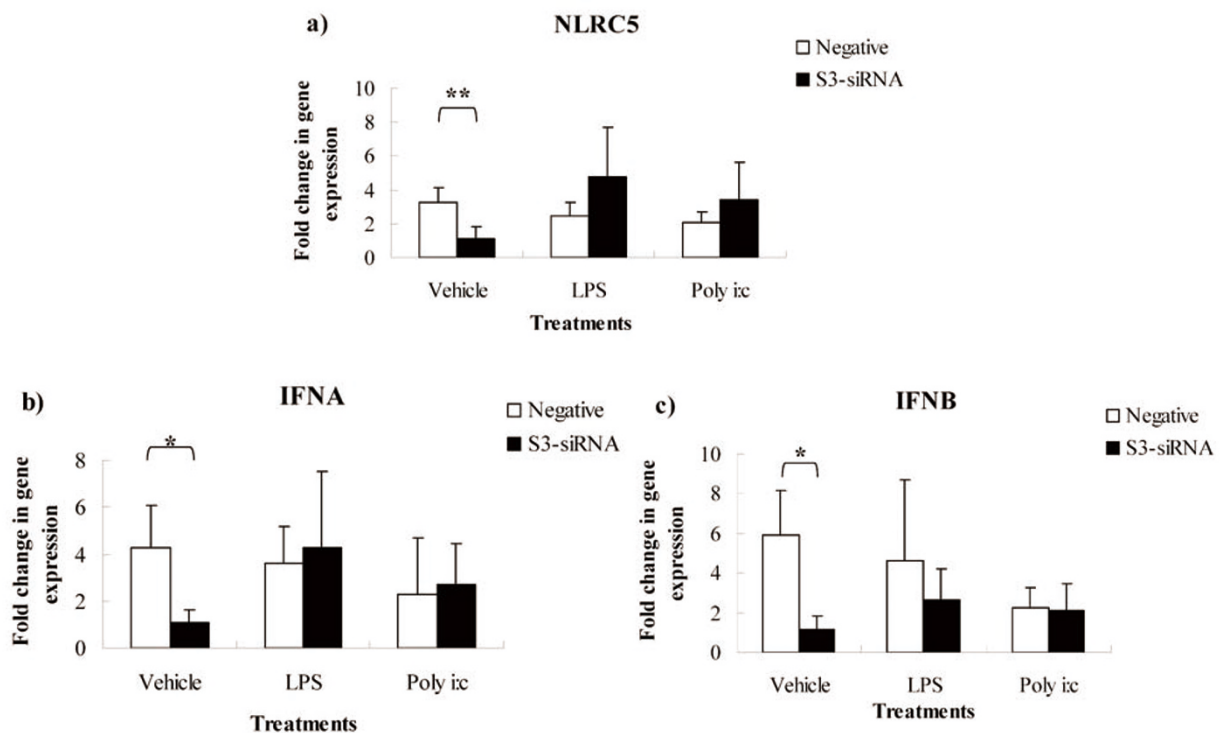 a)
NLRC5
Negative
S3-siRNA
Fold change in gene
expression
10
8
6
4
2
0
**
Vehicle
LPS
Poly i:c
Treatments
b)
IFNA
Negative
S3-siRNA
Fold change in gene
expression
8
6
4
2
0
*
Vehicle
LPS
Poly i:c
Treatments
c)
IFNB
Negative
S3-siRNA
Fold change in gene
expression
10
8
6
4
2
0
*
Vehicle
LPS
Poly i:c
Treatments